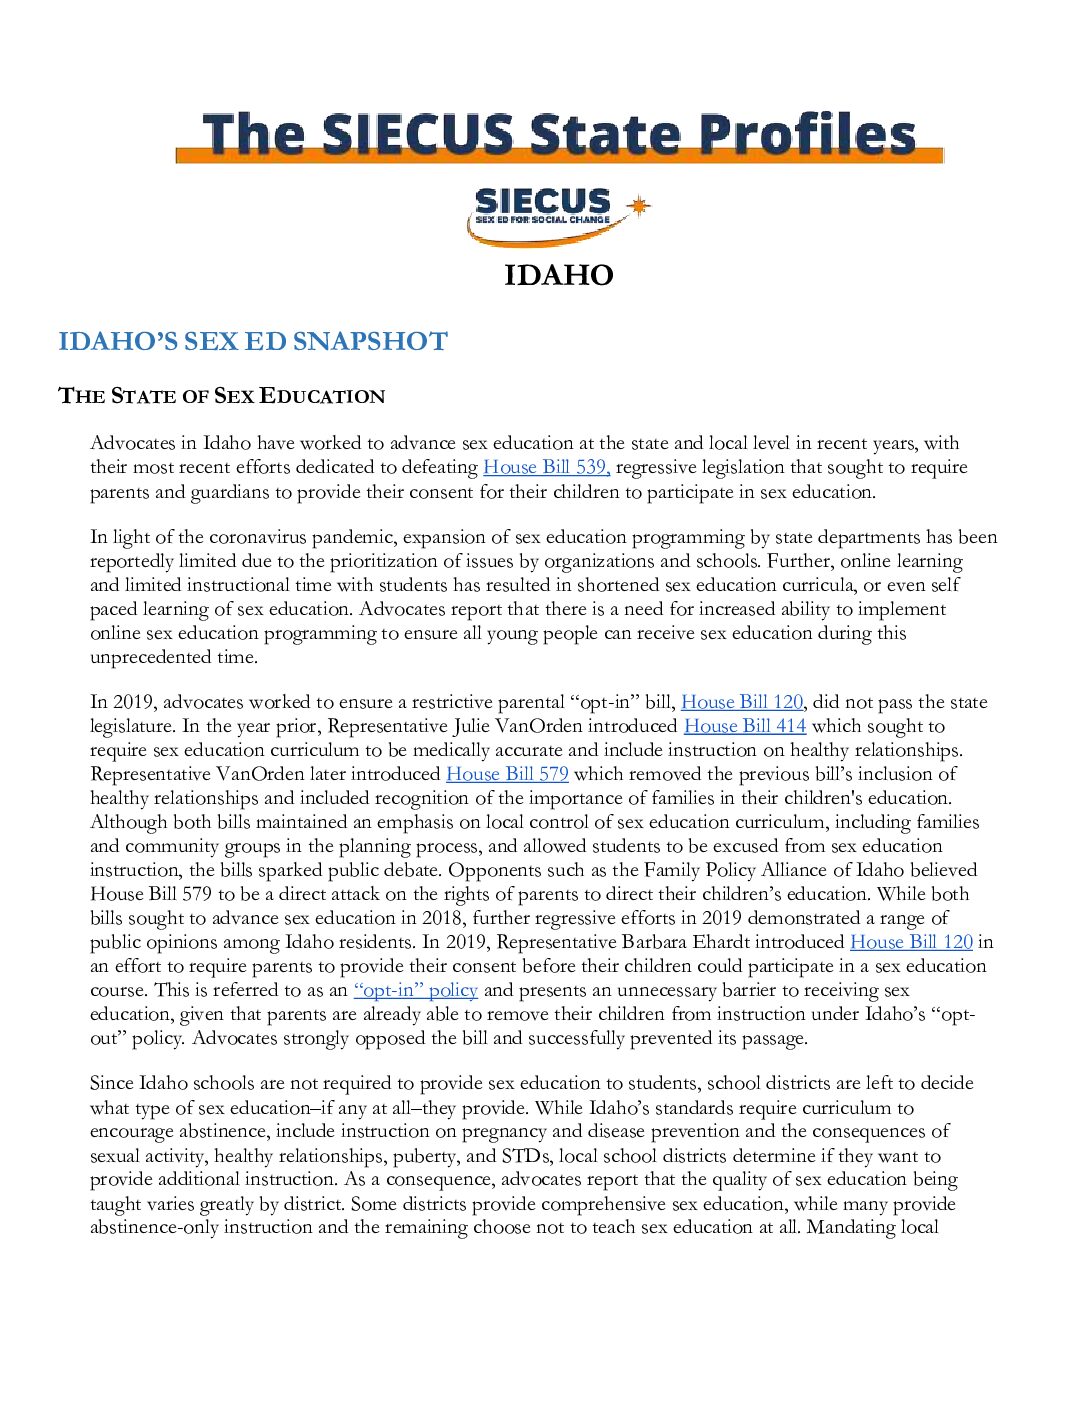 The SIECUS State Profiles
SIECUS
SEX ED FOR SOCIAL CHANGE
IDAHO
IDAHO’S SEX ED SNAPSHOT
THE STATE OF SEX EDUCATION
Advocates in Idaho have worked to advance sex education at the state and local level in recent years, with
their most recent efforts dedicated to defeating House Bill 539, regressive legislation that sought to require
parents and guardians to provide their consent for their children to participate in sex education.
In light of the coronavirus pandemic, expansion of sex education programming by state departments has been
reportedly limited due to the prioritization of issues by organizations and schools. Further, online learning
and limited instructional time with students has resulted in shortened sex education curricula, or even self
paced learning of sex education. Advocates report that there is a need for increased ability to implement
online sex education programming to ensure all young people can receive sex education during this
unprecedented time.
In 2019, advocates worked to ensure a restrictive parental “opt-in” bill, House Bill 120, did not pass the state
legislature. In the year prior, Representative Julie VanOrden introduced House Bill 414 which sought to
require sex education curriculum to be medically accurate and include instruction on healthy relationships.
Representative VanOrden later introduced House Bill 579 which removed the previous bill’s inclusion of
healthy relationships and included recognition of the importance of families in their children's education.
Although both bills maintained an emphasis on local control of sex education curriculum, including families
and community groups in the planning process, and allowed students to be excused from sex education
instruction, the bills sparked public debate. Opponents such as the Family Policy Alliance of Idaho believed
House Bill 579 to be a direct attack on the rights of parents to direct their children’s education. While both
bills sought to advance sex education in 2018, further regressive efforts in 2019 demonstrated a range of
public opinions among Idaho residents. In 2019, Representative Barbara Ehardt introduced House Bill 120 in
an effort to require parents to provide their consent before their children could participate in a sex education
course. This is referred to as an “opt-in” policy and presents an unnecessary barrier to receiving sex
education, given that parents are already able to remove their children from instruction under Idaho’s “opt-
out” policy. Advocates strongly opposed the bill and successfully prevented its passage.
Since Idaho schools are not required to provide sex education to students, school districts are left to decide
what type of sex education–if any at all–they provide. While Idaho’s standards require curriculum to
encourage abstinence, include instruction on pregnancy and disease prevention and the consequences of
sexual activity, healthy relationships, puberty, and STDs, local school districts determine if they want to
provide additional instruction. As a consequence, advocates report that the quality of sex education being
taught varies greatly by district. Some districts provide comprehensive sex education, while many provide
abstinence-only instruction and the remaining choose not to teach sex education at all. Mandating local